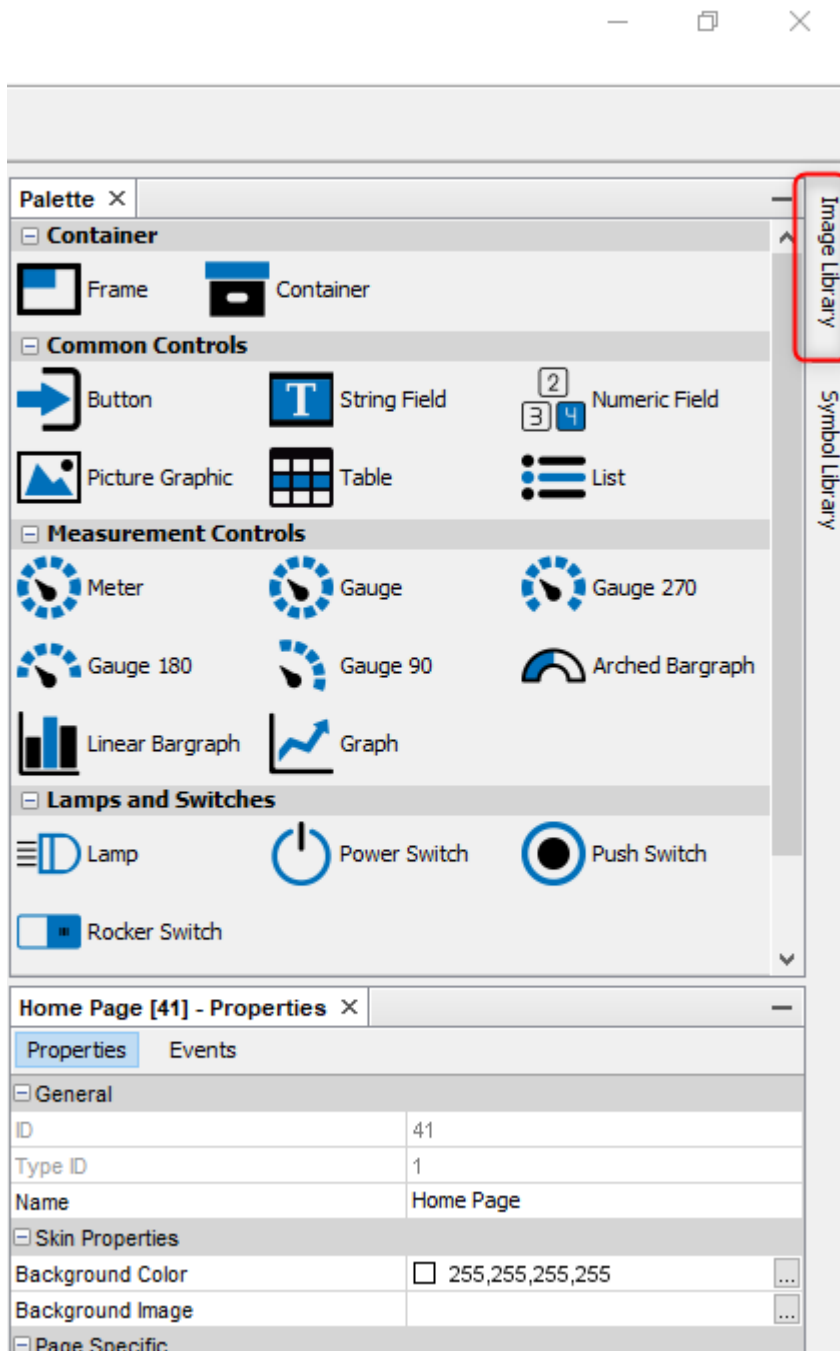 Palette
Container
Frame Container
Common Controls
Button String Field Numeric Field
Picture Graphic Table List
Measurement Controls
Meter Gauge Gauge 270
Gauge 180 Gauge 90 Arched Bargraph
Linear Bargraph Graph
Lamps and Switches
Lamp Power Switch Push Switch
Rocker Switch
Image Library
Symbol Library
Home Page [41] - Properties
Properties Events
General
ID 41
Type ID 1
Name Home Page
Skin Properties
Background Color 255,255,255,255 ...
Background Image ...
Page Specific
T
2
3 4